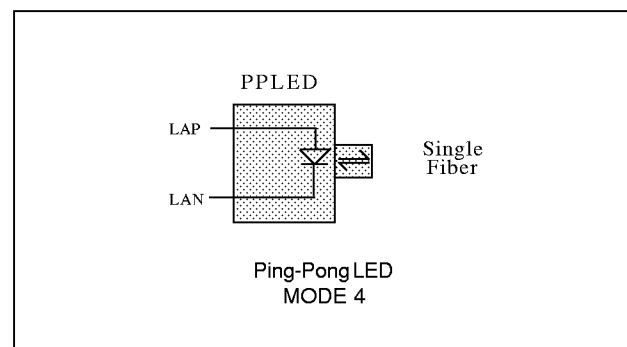 PPLED
LAP
Single
Fiber
LAN
Ping-Pong LED
MODE 4